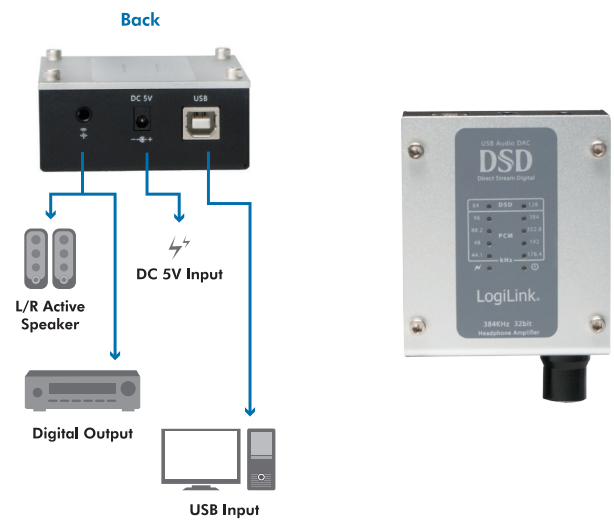 Back
DC 5V
USB
L/R Active
Speaker
DC 5V Input
Digital Output
USB Input
USB Audio DAC
DSD
Direct Stream Digital
64 DSD 128
96 384
88.2 352.8
PCM
48 192
44.1 176.4
kHz
LogiLink
384KHz 32bit
Headphone Amplifier